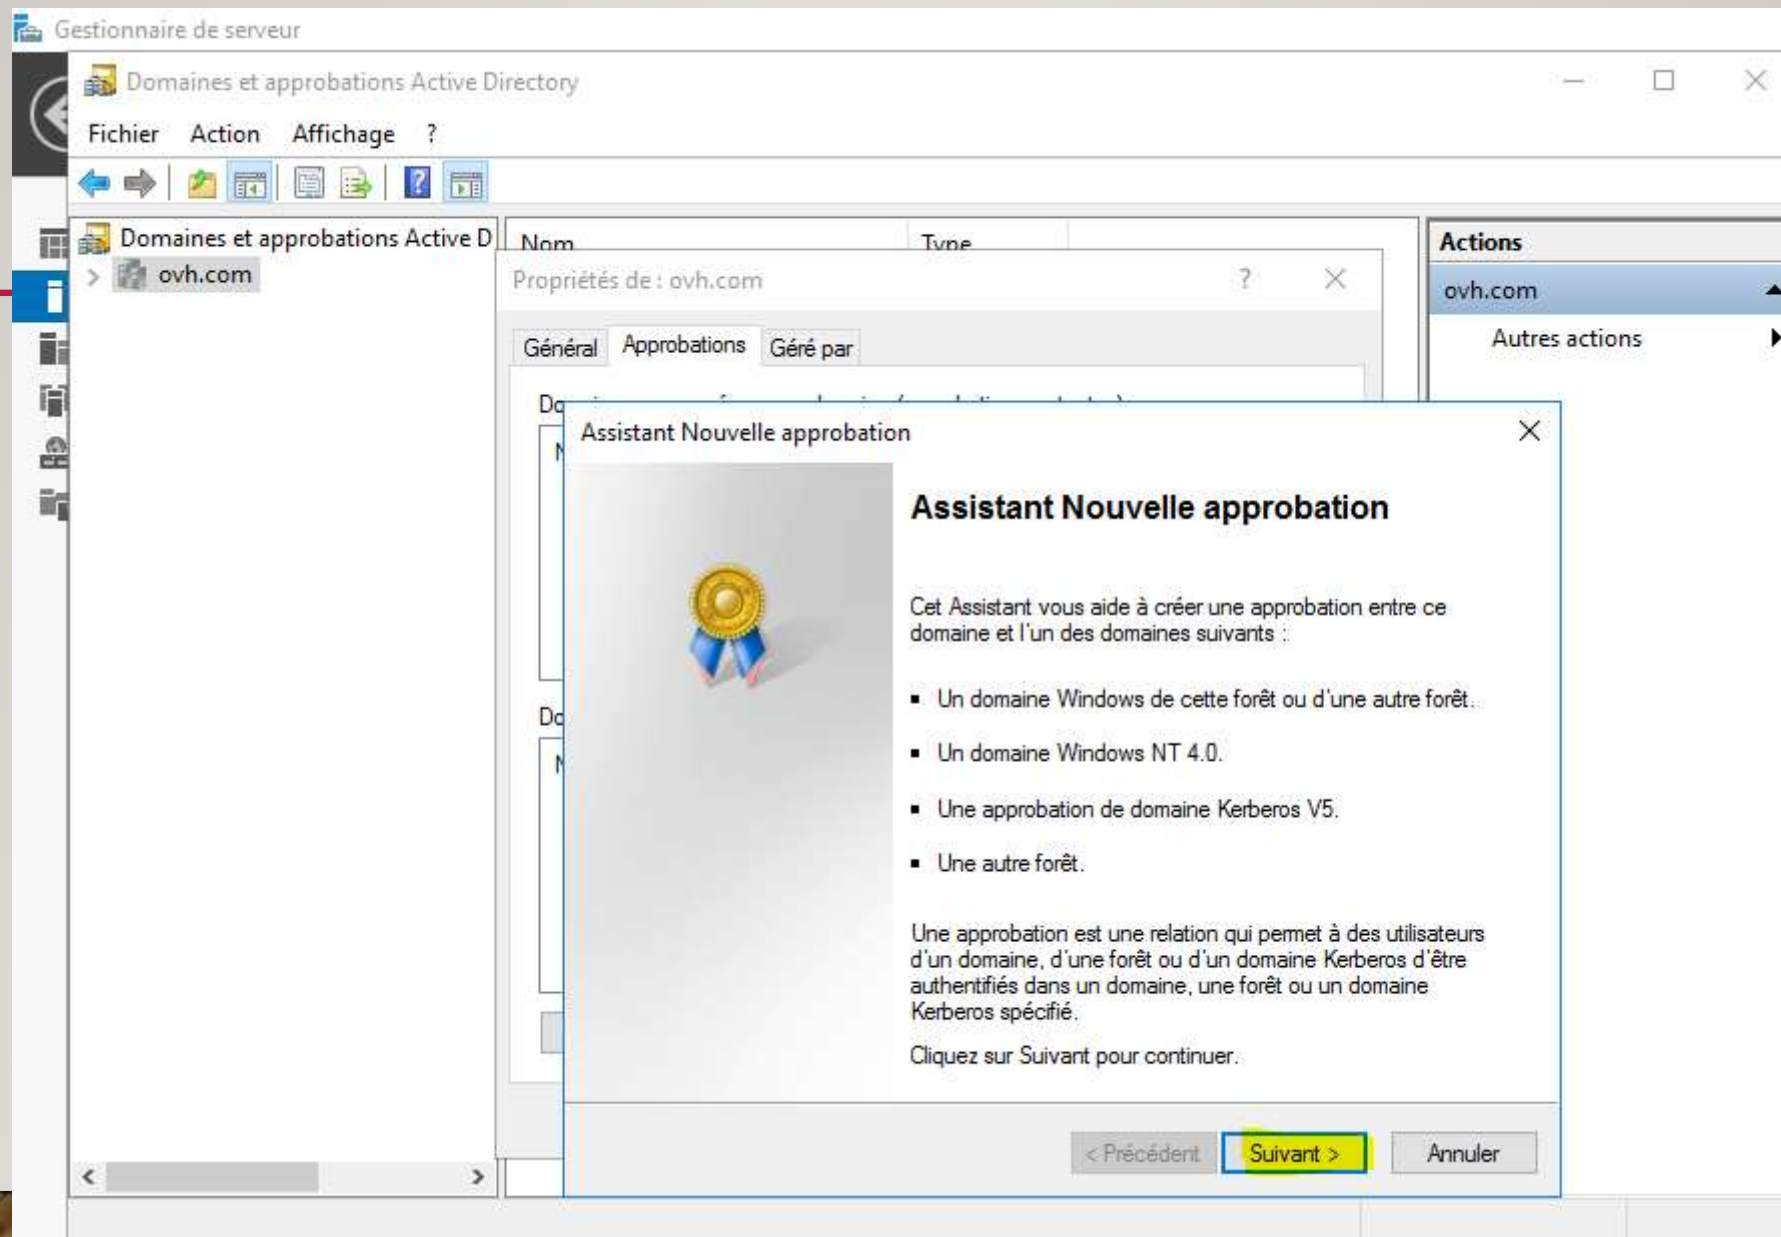 Gestionnaire de serveur
Domaines et approbations Active Directory
Fichier Action Affichage ?
Domaines et approbations Active D
ovh.com
Nom Type
Propriétés de : ovh.com ?
Général Approbations Géré par
Assistant Nouvelle approbation
Assistant Nouvelle approbation
Cet Assistant vous aide à créer une approbation entre ce
domaine et l'un des domaines suivants :
▪ Un domaine Windows de cette forêt ou d'une autre forêt.
▪ Un domaine Windows NT 4.0.
▪ Une approbation de domaine Kerberos V5.
▪ Une autre forêt.
Une approbation est une relation qui permet à des utilisateurs
d'un domaine, d'une forêt ou d'un domaine Kerberos d'être
authentifiés dans un domaine, une forêt ou un domaine
Kerberos spécifié.
Cliquez sur Suivant pour continuer.
< Précédent Suivant > Annuler
Actions
ovh.com
Autres actions